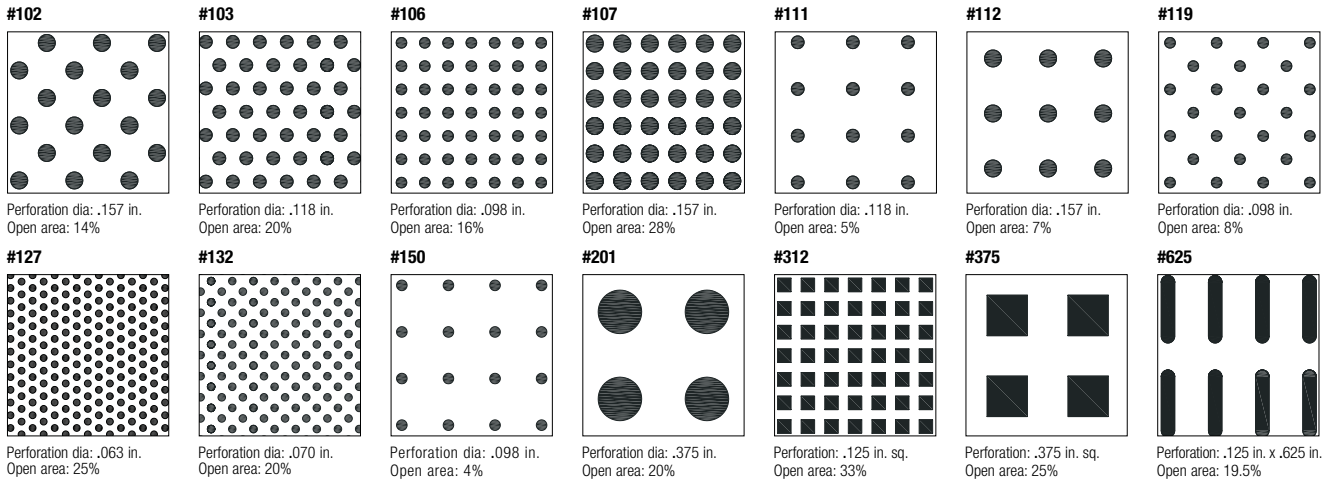 #102
Perforation dia: .157 in.
Open area: 14%
#103
Perforation dia: .118 in.
Open area: 20%
#106
Perforation dia: .098 in.
Open area: 16%
#107
Perforation dia: .157 in.
Open area: 28%
#111
Perforation dia: .118 in.
Open area: 5%
#112
Perforation dia: .157 in.
Open area: 7%
#119
Perforation dia: .098 in.
Open area: 8%
#127
Perforation dia: .063 in.
Open area: 25%
#132
Perforation dia: .070 in.
Open area: 20%
#150
Perforation dia: .098 in.
Open area: 4%
#201
Perforation dia: .375 in.
Open area: 20%
#312
Perforation: .125 in. sq.
Open area: 33%
#375
Perforation: .375 in. sq.
Open area: 25%
#625
Perforation: .125 in. x .625 in.
Open area: 19.5%